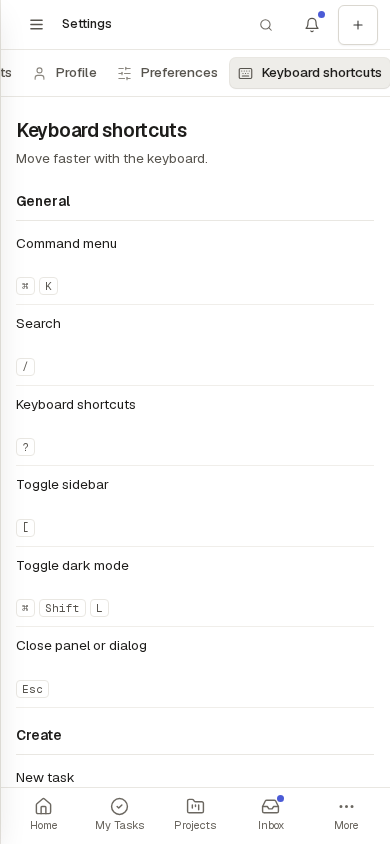 Settings
ts Profile Preferences Keyboard shortcuts
Keyboard shortcuts
Move faster with the keyboard.
General
Command menu
⌘ K
Search
/
Keyboard shortcuts
?
Toggle sidebar
[
Toggle dark mode
⌘ Shift L
Close panel or dialog
Esc
Create
New task
Home My Tasks Projects Inbox More